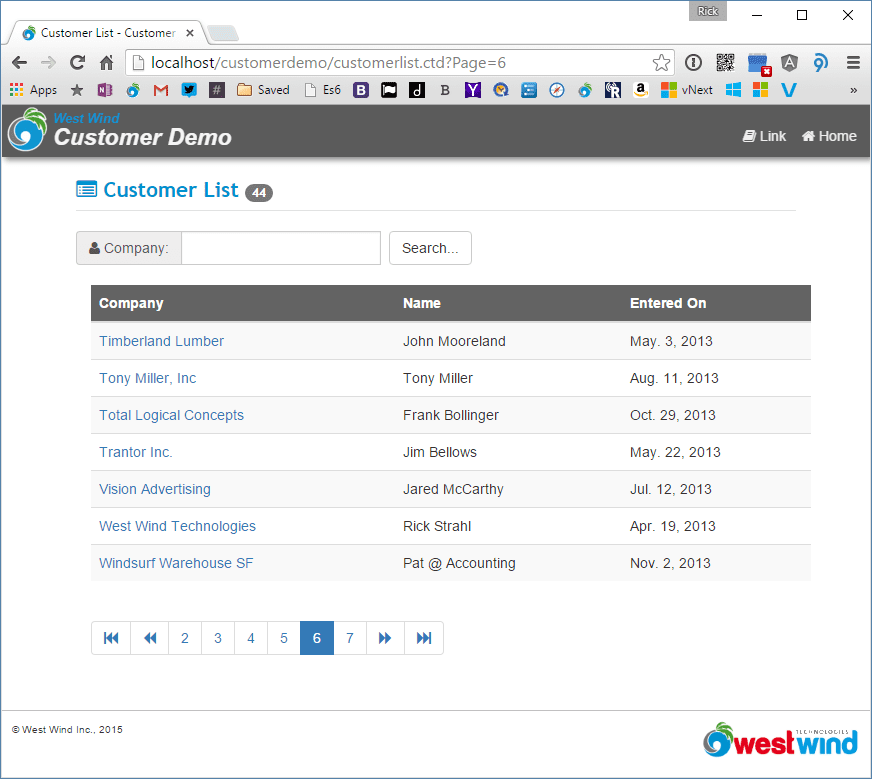 Rick
Customer List - Customer
localhost/customerdemo/customerlist.ctd?Page=6
Apps Saved Es6 vNext »
West Wind
Customer Demo
Link Home
Customer List 44
Company: Search...
Company Name Entered On
Timberland Lumber John Mooreland May. 3, 2013
Tony Miller, Inc Tony Miller Aug. 11, 2013
Total Logical Concepts Frank Bollinger Oct. 29, 2013
Trantor Inc. Jim Bellows May. 22, 2013
Vision Advertising Jared McCarthy Jul. 12, 2013
West Wind Technologies Rick Strahl Apr. 19, 2013
Windsurf Warehouse SF Pat @ Accounting Nov. 2, 2013
2 3 4 5 6 7
© West Wind Inc., 2015
TECHNOLOGIES
westwind